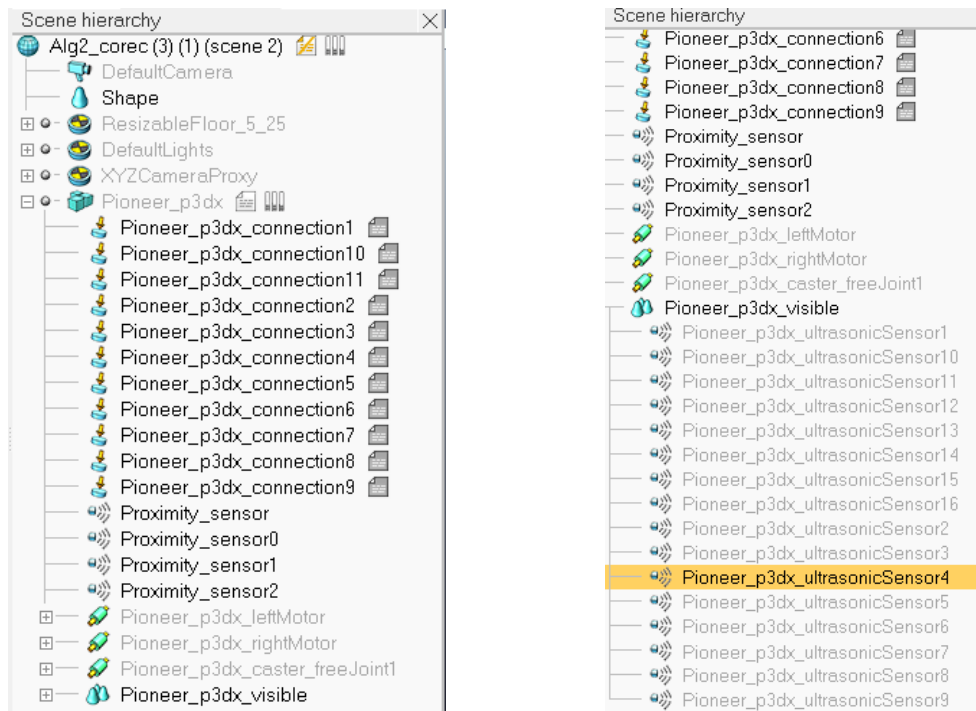 Scene hierarchy
Alg2_corec (3) (1) (scene 2)
DefaultCamera
Shape
ResizableFloor_5_25
DefaultLights
XYZCameraProxy
Pioneer_p3dx
Pioneer_p3dx_connection1
Pioneer_p3dx_connection10
Pioneer_p3dx_connection11
Pioneer_p3dx_connection2
Pioneer_p3dx_connection3
Pioneer_p3dx_connection4
Pioneer_p3dx_connection5
Pioneer_p3dx_connection6
Pioneer_p3dx_connection7
Pioneer_p3dx_connection8
Pioneer_p3dx_connection9
Proximity_sensor
Proximity_sensor0
Proximity_sensor1
Proximity_sensor2
Pioneer_p3dx_leftMotor
Pioneer_p3dx_rightMotor
Pioneer_p3dx_caster_freeJoint1
Pioneer_p3dx_visible
Scene hierarchy
Pioneer_p3dx_connection6
Pioneer_p3dx_connection7
Pioneer_p3dx_connection8
Pioneer_p3dx_connection9
Proximity_sensor
Proximity_sensor0
Proximity_sensor1
Proximity_sensor2
Pioneer_p3dx_leftMotor
Pioneer_p3dx_rightMotor
Pioneer_p3dx_caster_freeJoint1
Pioneer_p3dx_visible
Pioneer_p3dx_ultrasonicSensor1
Pioneer_p3dx_ultrasonicSensor10
Pioneer_p3dx_ultrasonicSensor11
Pioneer_p3dx_ultrasonicSensor12
Pioneer_p3dx_ultrasonicSensor13
Pioneer_p3dx_ultrasonicSensor14
Pioneer_p3dx_ultrasonicSensor15
Pioneer_p3dx_ultrasonicSensor16
Pioneer_p3dx_ultrasonicSensor2
Pioneer_p3dx_ultrasonicSensor3
Pioneer_p3dx_ultrasonicSensor4
Pioneer_p3dx_ultrasonicSensor5
Pioneer_p3dx_ultrasonicSensor6
Pioneer_p3dx_ultrasonicSensor7
Pioneer_p3dx_ultrasonicSensor8
Pioneer_p3dx_ultrasonicSensor9